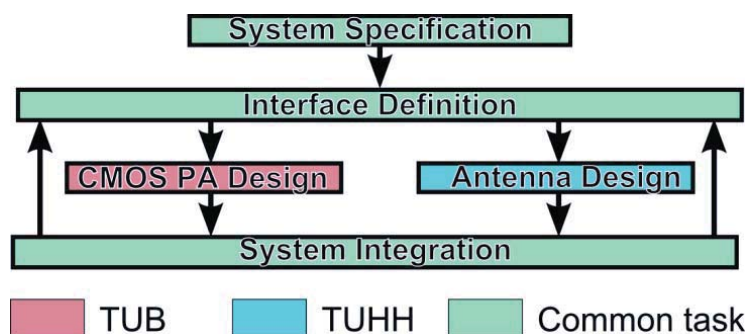 System Specification
Interface Definition
CMOS PA Design
Antenna Design
System Integration
TUB
TUHH
Common task